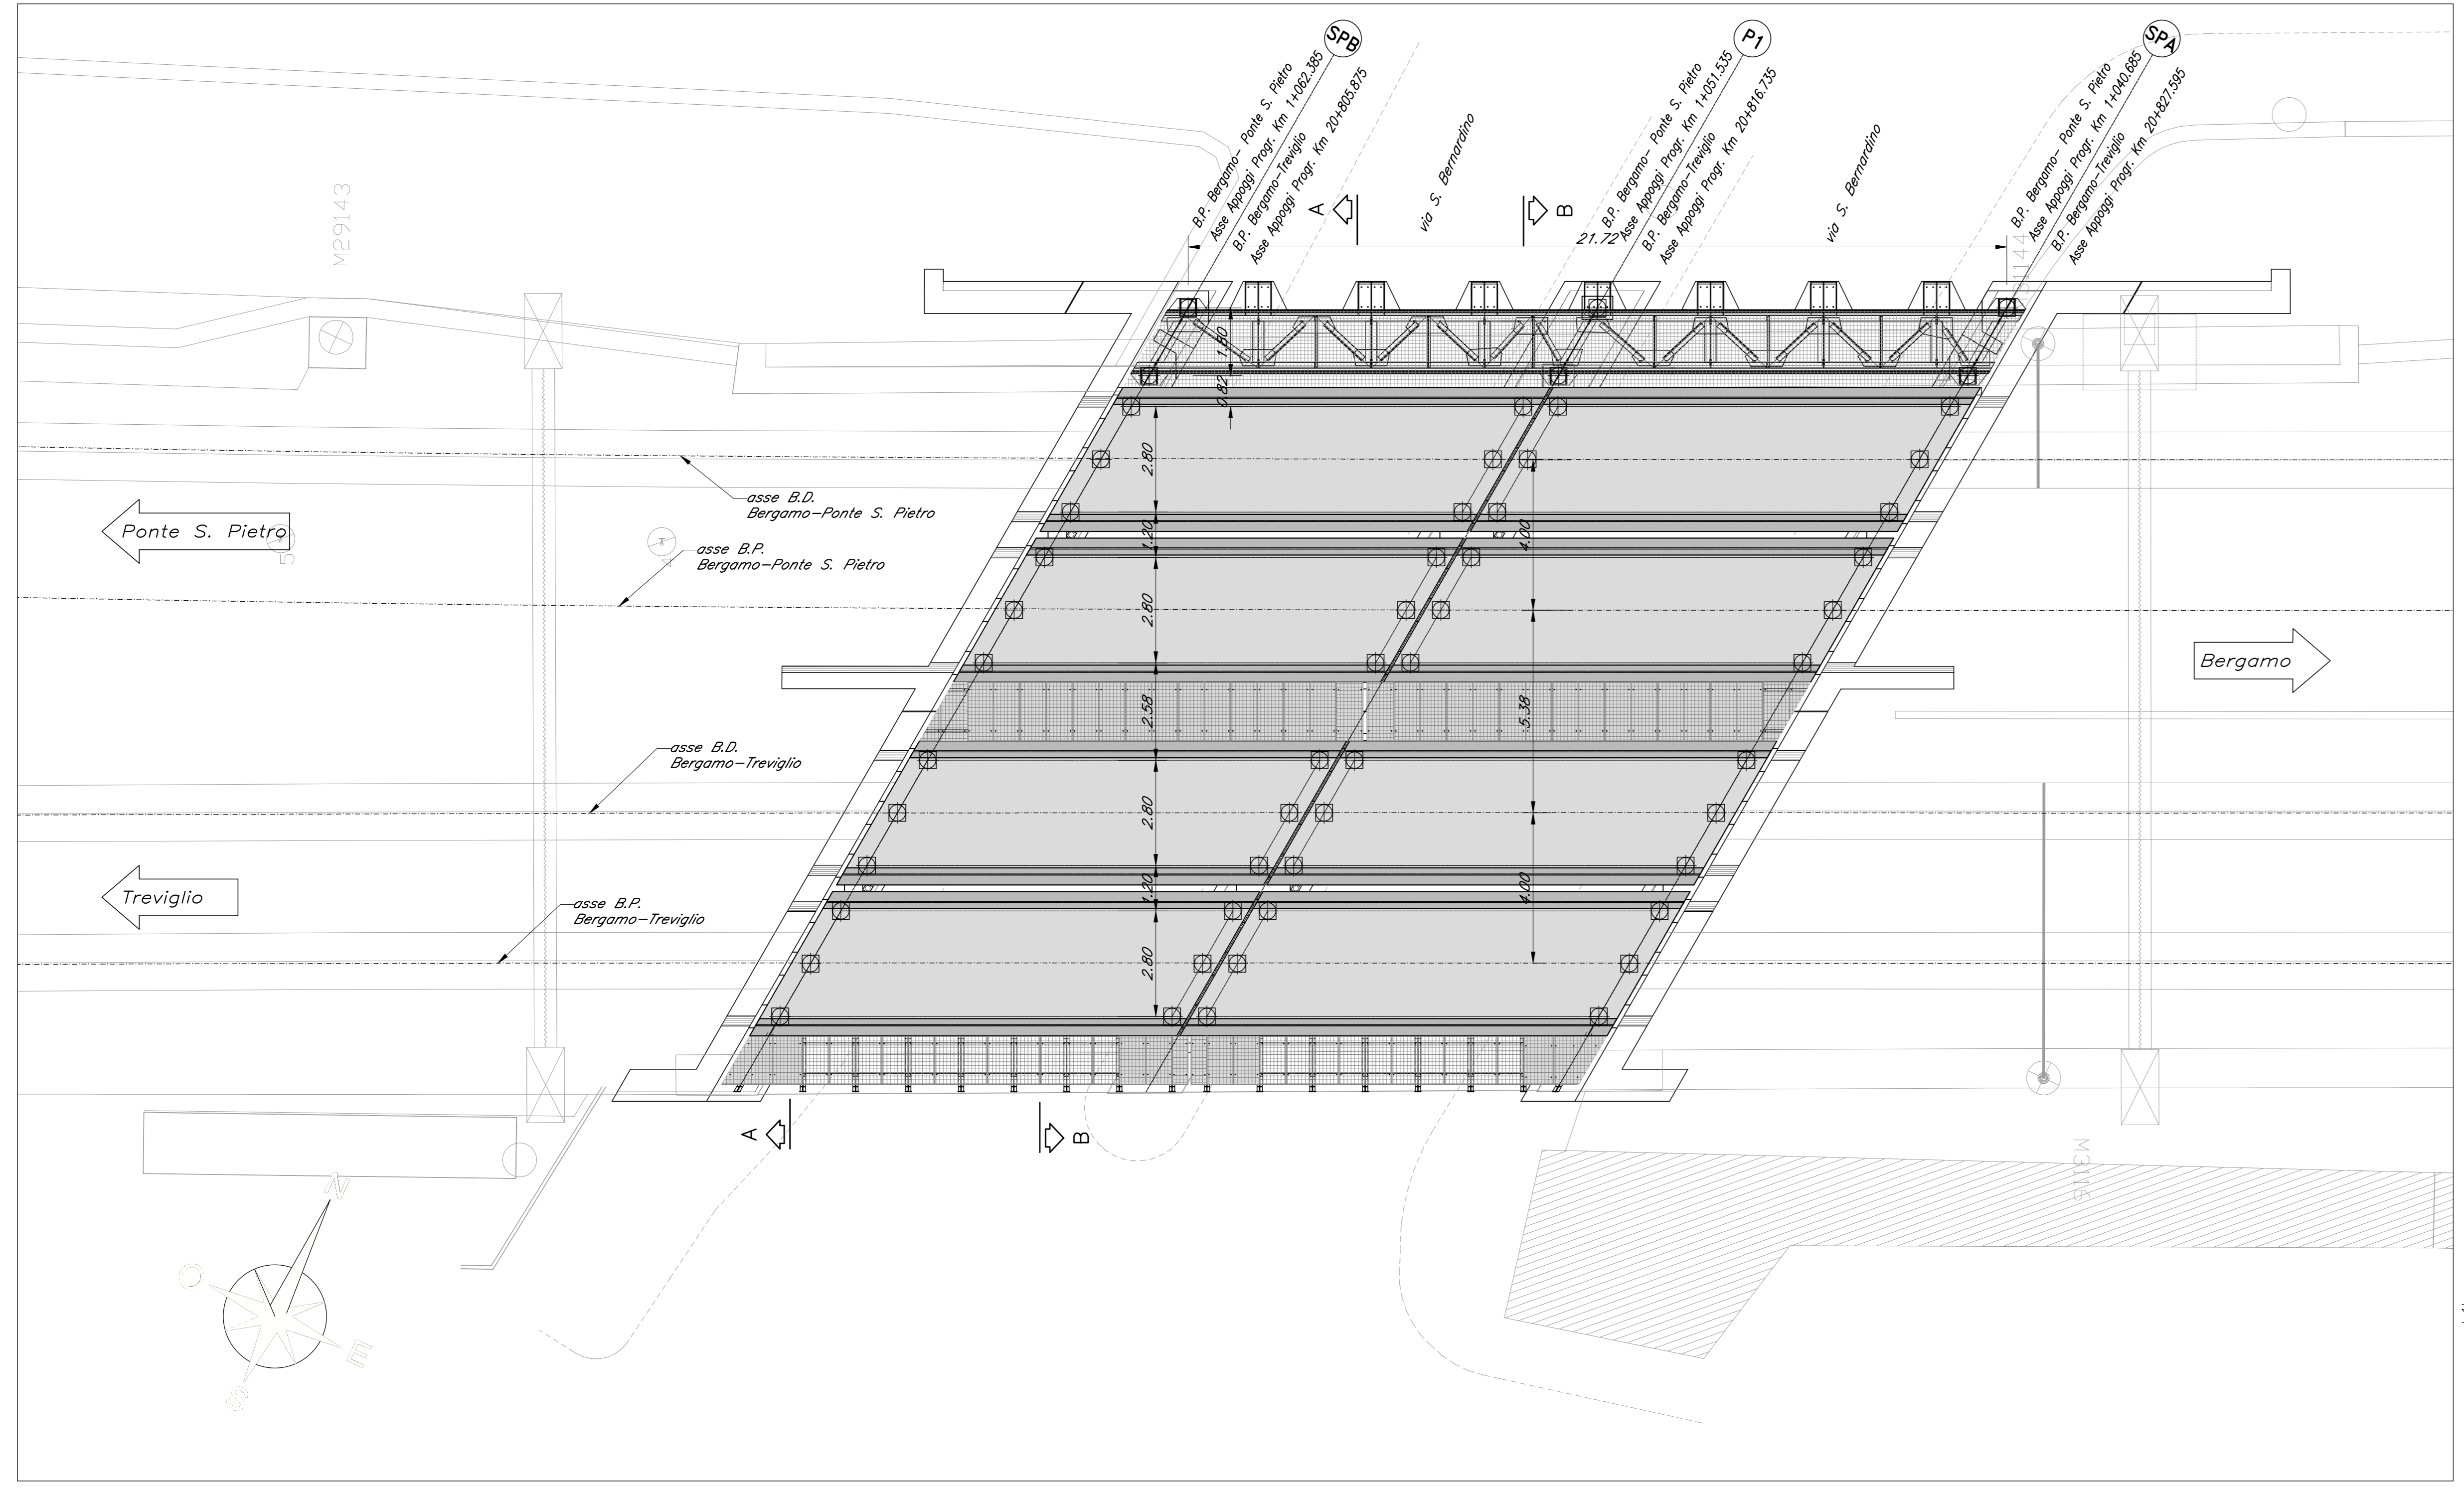 SPB
B.P. Bergamo- Ponte S. Pietro
Asse Appoggi Progr. Km 1+062.385
B.P. Bergamo-Treviglio
Asse Appoggi Progr. Km 20+805.875
P1
B.P. Bergamo- Ponte S. Pietro
Asse Appoggi Progr. Km 1+051.535
B.P. Bergamo-Treviglio
Asse Appoggi Progr. Km 20+816.735
SPA
B.P. Bergamo- Ponte S. Pietro
Asse Appoggi Progr. Km 1+040.685
B.P. Bergamo-Treviglio
Asse Appoggi Progr. Km 20+827.595
via S. Bernardino
via S. Bernardino
M29143
A
B
21.72
1.80
0.82
2.80
1.20
2.80
2.58
2.80
1.20
2.80
4.00
5.38
4.00
asse B.D.
Bergamo-Ponte S. Pietro
Ponte S. Pietro
5
asse B.P.
Bergamo-Ponte S. Pietro
4
Bergamo
asse B.D.
Bergamo-Treviglio
Treviglio
asse B.P.
Bergamo-Treviglio
A
B
M3116
N
O
E
S